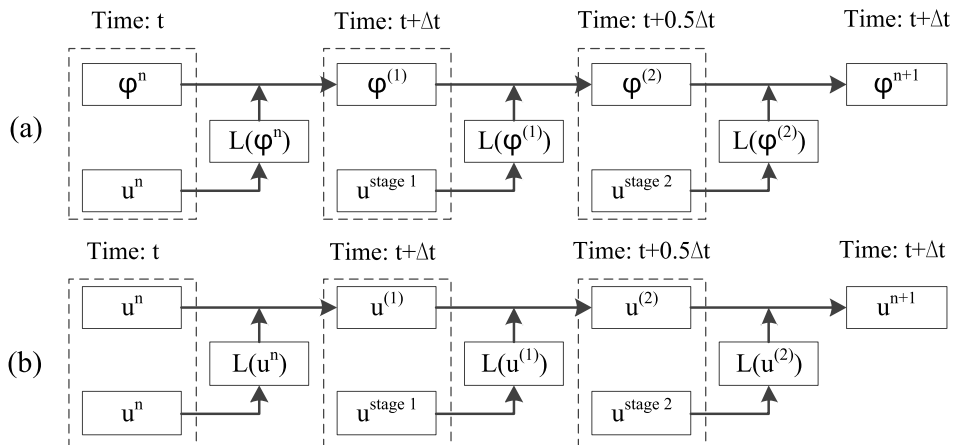 Time: t Time: t+Δt Time: t+0.5Δt Time: t+Δt
φⁿ φ⁽¹⁾ φ⁽²⁾ φⁿ⁺¹
(a)
L(φⁿ) L(φ⁽¹⁾) L(φ⁽²⁾)
uⁿ u^stage 1 u^stage 2
Time: t Time: t+Δt Time: t+0.5Δt Time: t+Δt
uⁿ u⁽¹⁾ u⁽²⁾ uⁿ⁺¹
(b)
L(uⁿ) L(u⁽¹⁾) L(u⁽²⁾)
uⁿ u^stage 1 u^stage 2